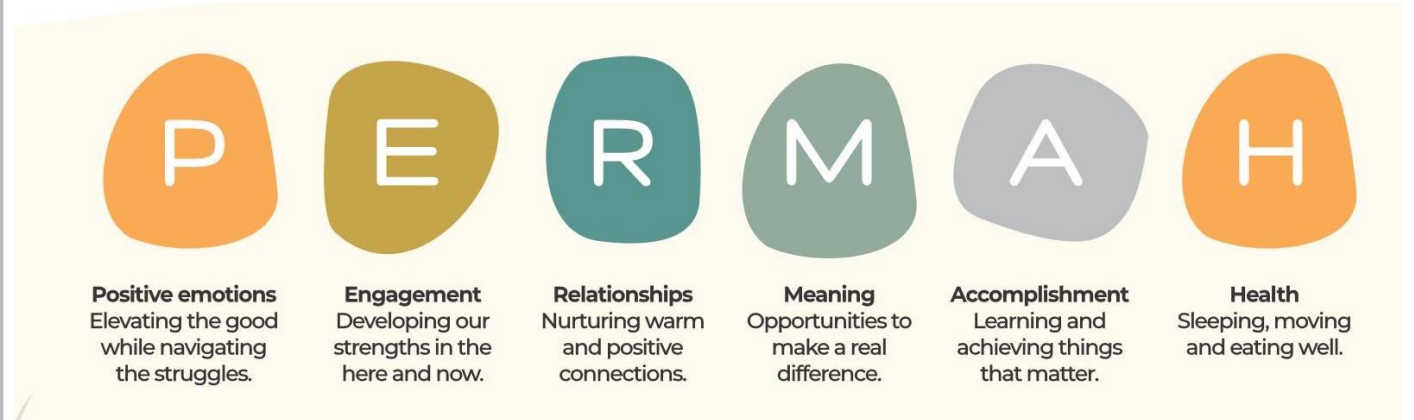 P
E
R
M
A
H
Positive emotions
Elevating the good
while navigating
the struggles.
Engagement
Developing our
strengths in the
here and now.
Relationships
Nurturing warm
and positive
connections.
Meaning
Opportunities to
make a real
difference.
Accomplishment
Learning and
achieving things
that matter.
Health
Sleeping, moving
and eating well.